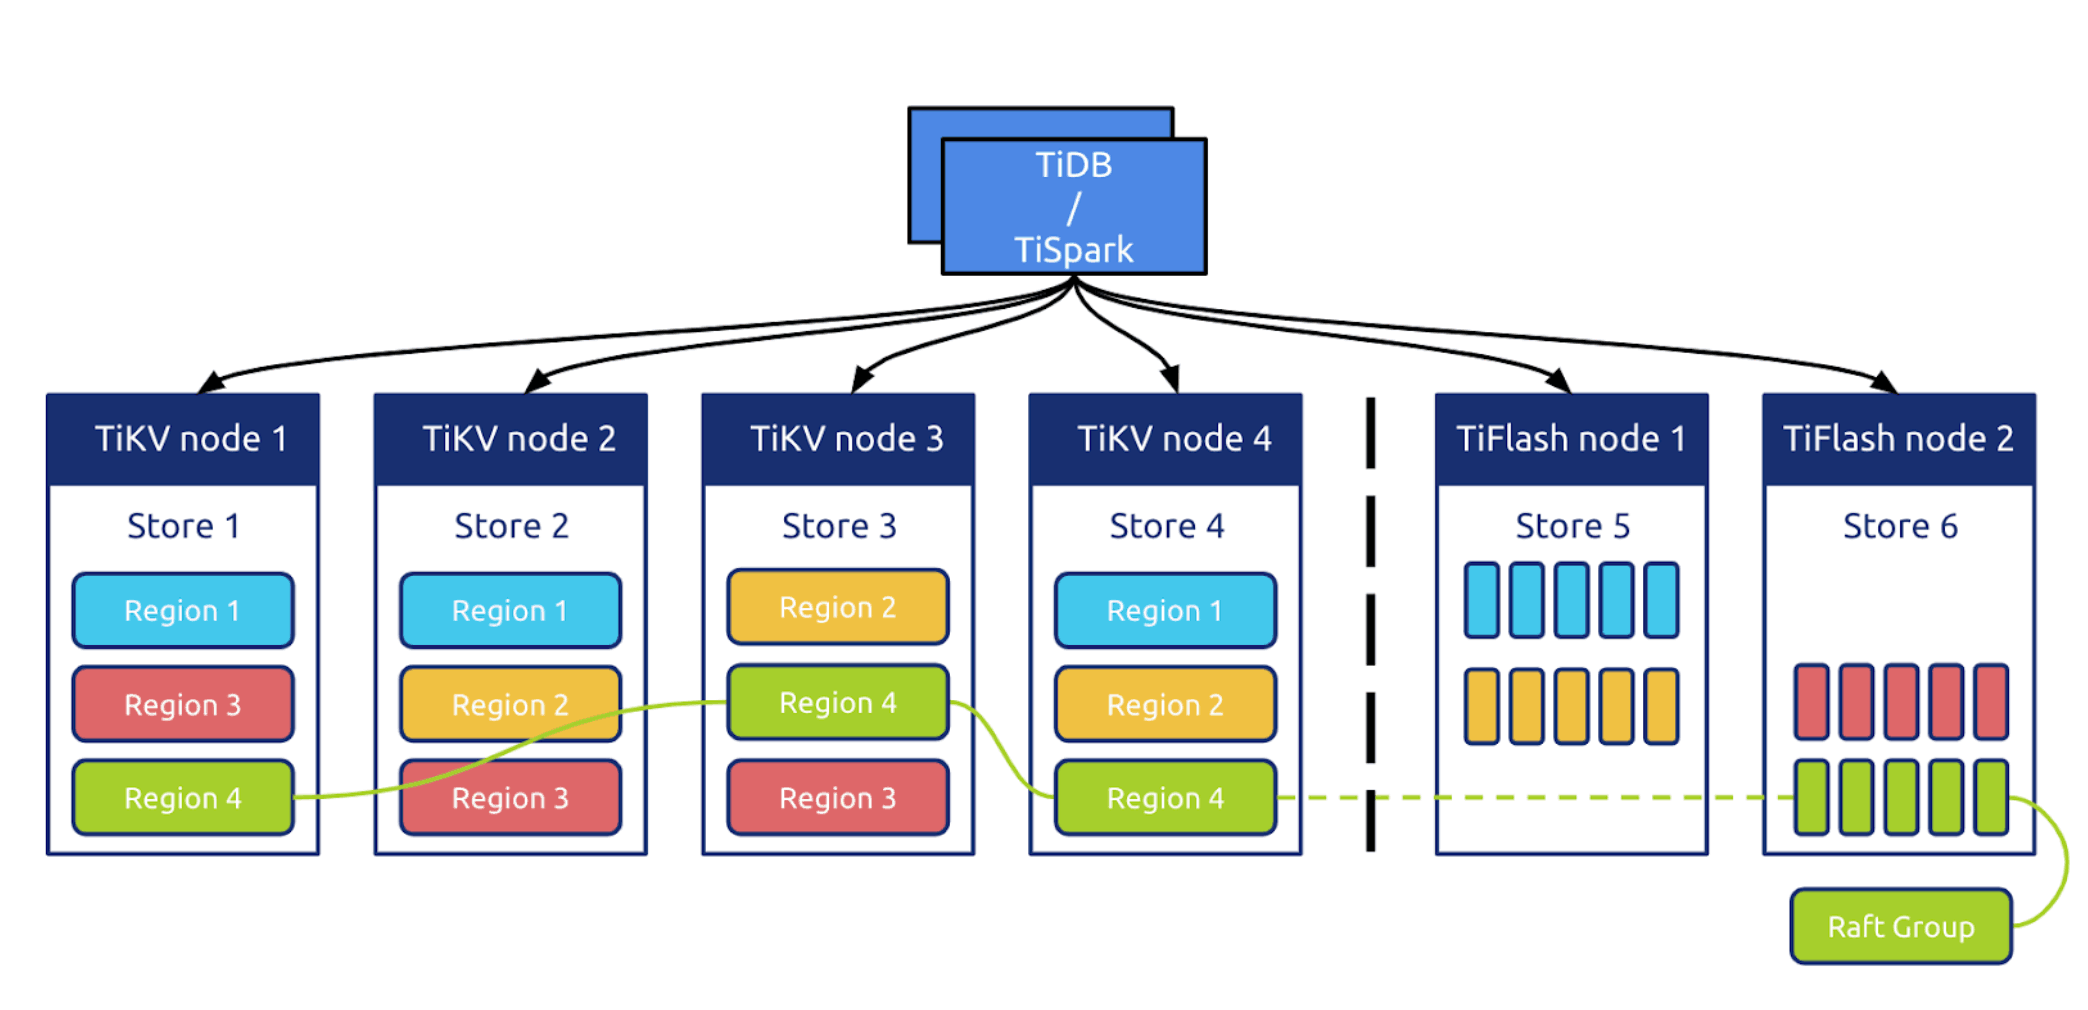 TiDB
/
TiSpark
TiKV node 1
Store 1
Region 1
Region 3
Region 4
TiKV node 2
Store 2
Region 1
Region 2
Region 3
TiKV node 3
Store 3
Region 2
Region 4
Region 3
TiKV node 4
Store 4
Region 1
Region 2
Region 4
TiFlash node 1
Store 5
TiFlash node 2
Store 6
Raft Group